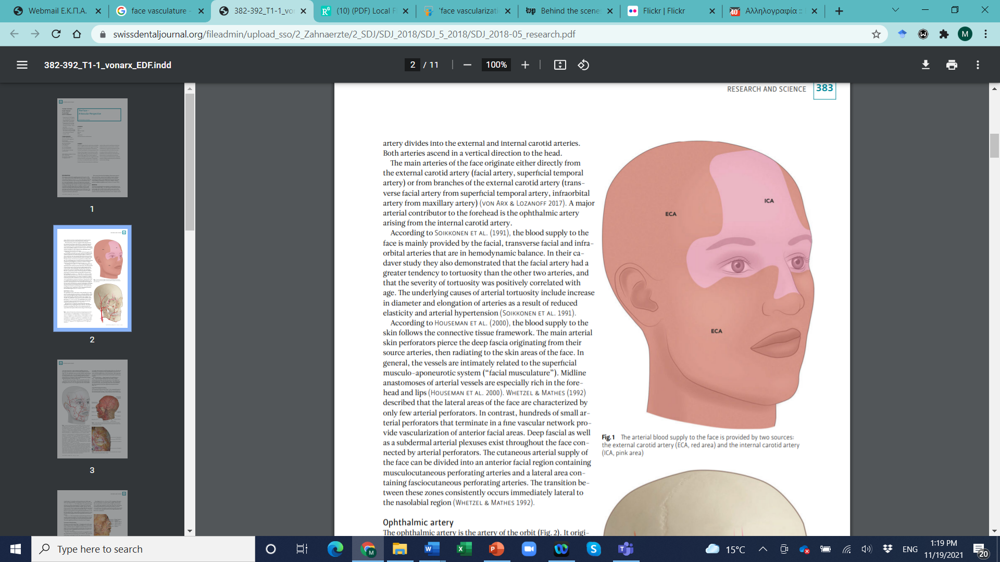 Webmail Ε.Κ.Π.Α.
face vasculature -
382-392_T1-1_vo
(10) (PDF) Local F
'face vascularizati
Behind the scene
Flickr | Flickr
Αλληλογραφία ::
swissdentaljournal.org/fileadmin/upload_sso/2_Zahnaerzte/2_SDJ/SDJ_2018/SDJ_5_2018/SDJ_2018-05_research.pdf
M
382-392_T1-1_vonarx_EDF.indd
2 / 11
100%
1
2
3
RESEARCH AND SCIENCE 383
artery divides into the external and internal carotid arteries.
Both arteries ascend in a vertical direction to the head.
The main arteries of the face originate either directly from
the external carotid artery (facial artery, superficial temporal
artery) or from branches of the external carotid artery (trans-
verse facial artery from superficial temporal artery, infraorbital
artery from maxillary artery) (VON ARX & LOZANOFF 2017). A major
arterial contributor to the forehead is the ophthalmic artery
arising from the internal carotid artery.
According to SOIKKONEN ET AL. (1991), the blood supply to the
face is mainly provided by the facial, transverse facial and infra-
orbital arteries that are in hemodynamic balance. In their ca-
daver study they also demonstrated that the facial artery had a
greater tendency to tortuosity than the other two arteries, and
that the severity of tortuosity was positively correlated with
age. The underlying causes of arterial tortuosity include increase
in diameter and elongation of arteries as a result of reduced
elasticity and arterial hypertension (SOIKKONEN ET AL. 1991).
According to HOUSEMAN ET AL. (2000), the blood supply to the
skin follows the connective tissue framework. The main arterial
skin perforators pierce the deep fascia originating from their
source arteries, then radiating to the skin areas of the face. In
general, the vessels are intimately related to the superficial
musculo-aponeurotic system (“facial musculature”). Midline
anastomoses of arterial vessels are especially rich in the fore-
head and lips (HOUSEMAN ET AL. 2000). WHETZEL & MATHES (1992)
described that the lateral areas of the face are characterized by
only few arterial perforators. In contrast, hundreds of small ar-
terial perforators that terminate in a fine vascular network pro-
vide vascularization of anterior facial areas. Deep fascial as well
as a subdermal arterial plexuses exist throughout the face con-
nected by arterial perforators. The cutaneous arterial supply of
the face can be divided into an anterior facial region containing
musculocutaneous perforating arteries and a lateral area con-
taining fasciocutaneous perforating arteries. The transition be-
tween these zones consistently occurs immediately lateral to
the nasolabial region (WHETZEL & MATHES 1992).
Ophthalmic artery
The ophthalmic artery is the artery of the orbit (Fig. 2). It origi-
ICA
ECA
ECA
Fig. 1 The arterial blood supply to the face is provided by two sources:
the external carotid artery (ECA, red area) and the internal carotid artery
(ICA, pink area)
Type here to search
15°C
ENG
1:19 PM
11/19/2021
20